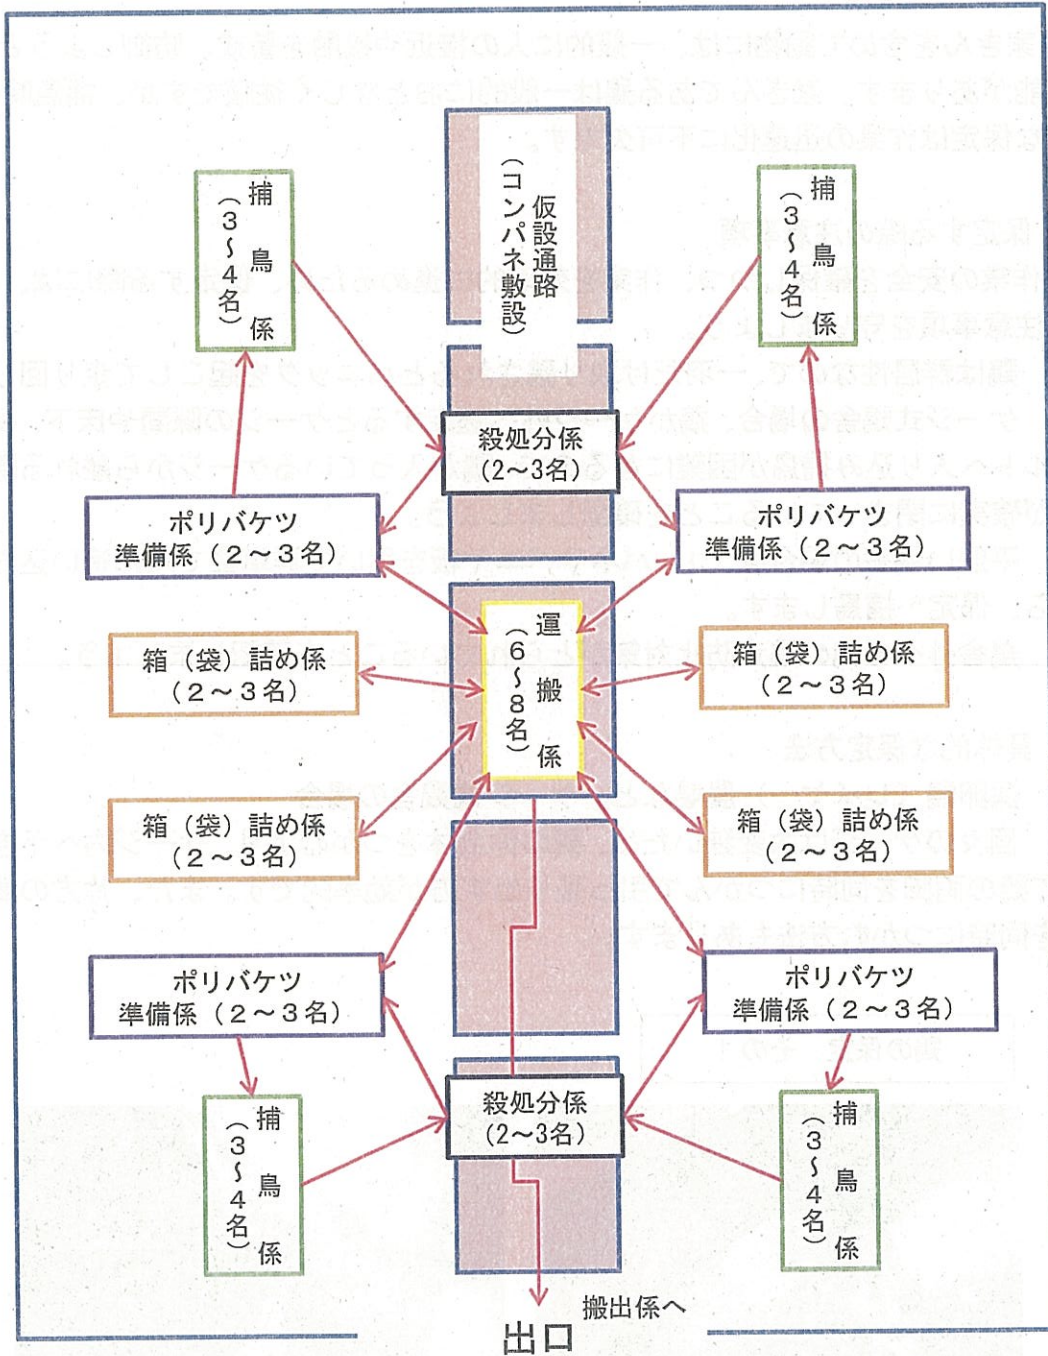 仮設通路
（コンパネ敷設）
捕鳥係
（３～４名）
捕鳥係
（３～４名）
殺処分係
(2～3名)
ポリバケツ
準備係（２～３名）
ポリバケツ
準備係（２～３名）
運搬係
（６～８名）
箱（袋）詰め係
（２～３名）
箱（袋）詰め係
（２～３名）
箱（袋）詰め係
（２～３名）
箱（袋）詰め係
（２～３名）
ポリバケツ
準備係（２～３名）
ポリバケツ
準備係（２～３名）
殺処分係
(2～3名)
捕鳥係
（３～４名）
捕鳥係
（３～４名）
搬出係へ
出口